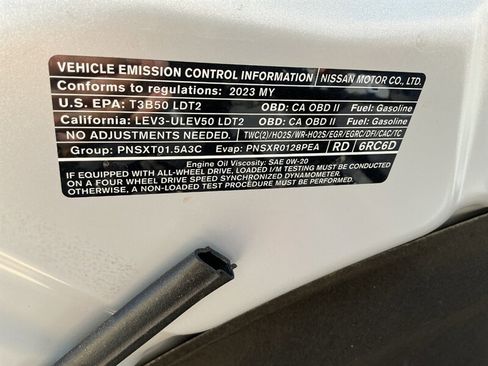 VEHICLE EMISSION CONTROL INFORMATION NISSAN MOTOR CO., LTD.
Conforms to regulations: 2023 MY
U.S. EPA: T3B50 LDT2 OBD: CA OBD II Fuel: Gasoline
California: LEV3-ULEV50 LDT2 OBD: CA OBD II Fuel: Gasoline
NO ADJUSTMENTS NEEDED. TWC(2)/HO2S/WR-HO2S/EGR/EGRC/DFI/CAC/TC
Group: PNSXT01.5A3C Evap: PNSXR0128PEA RD 6RC6D
Engine Oil Viscosity: SAE 0W-20
IF EQUIPPED WITH ALL-WHEEL DRIVE, LOADED I/M TESTING MUST BE CONDUCTED
ON A FOUR WHEEL DRIVE SPEED SYNCHRONIZED DYNAMOMETER.
OTHERWISE, A NON-LOADED TEST PROCEDURE MUST BE PERFORMED.